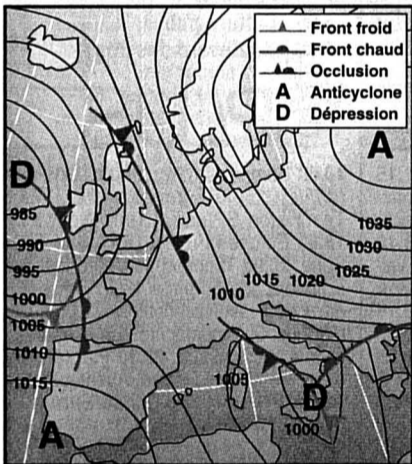 Front froid
Front chaud
Occlusion
A Anticyclone
D Dépression
A
D
985
990
995
1000
1005
1010
1015
1035
1030
1025
1020
1015
1010
1005
D
1000
A